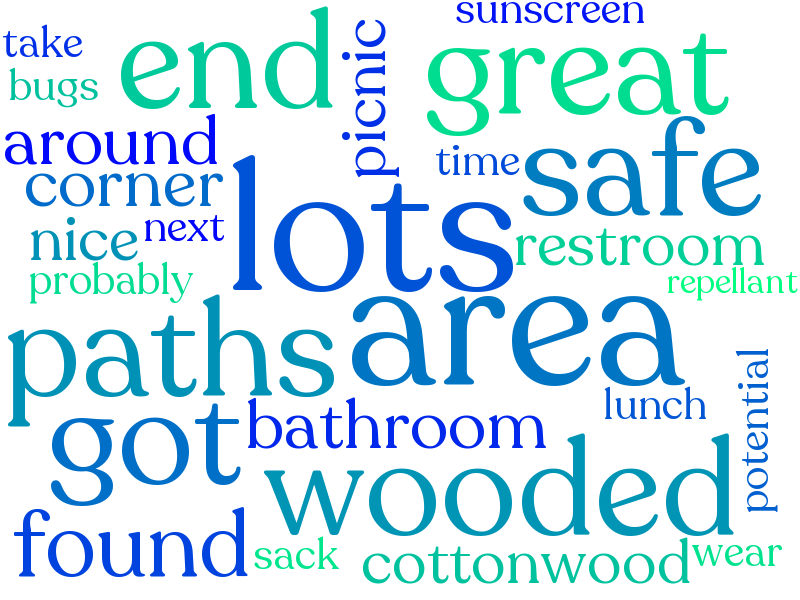 sunscreen
take
end
picnic
great
bugs
around
time
safe
corner
lots
nice
next
restroom
probably
repellant
paths
area
got
bathroom
lunch
potential
wooded
found
sack
cottonwood
wear